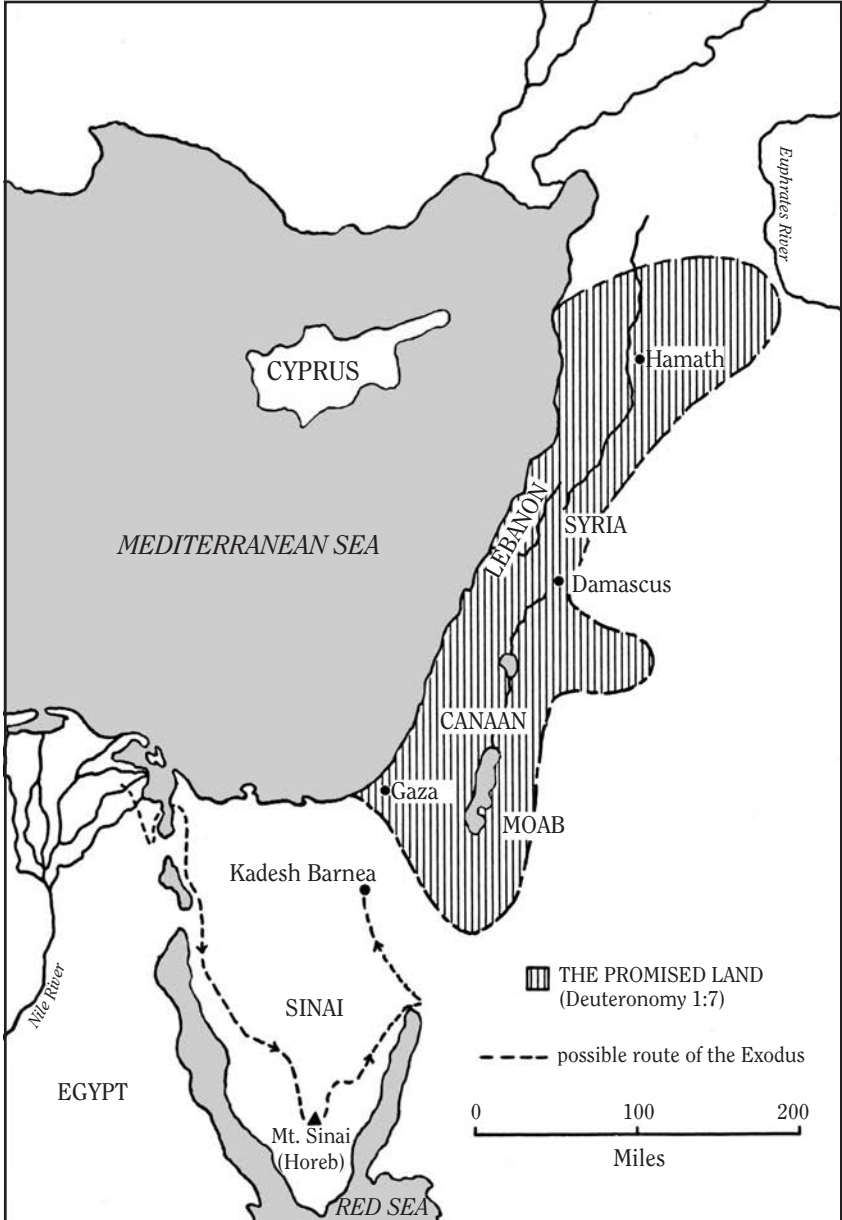 Euphrates River
Hamath
CYPRUS
LEBANON
SYRIA
MEDITERRANEAN SEA
Damascus
CANAAN
Gaza
MOAB
Kadesh Barnea
THE PROMISED LAND
(Deuteronomy 1:7)
Nile River
SINAI
possible route of the Exodus
EGYPT
0 100 200
Mt. Sinai
(Horeb)
Miles
RED SEA